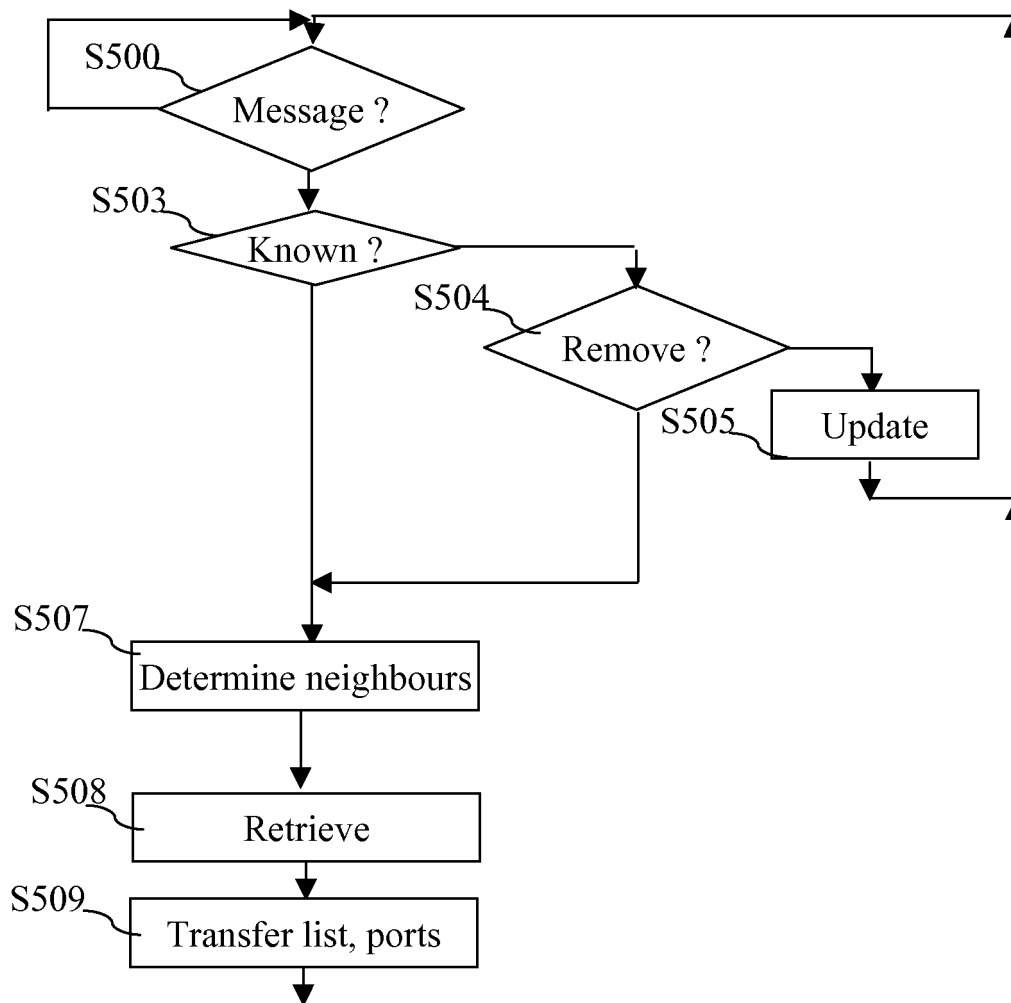 S500
Message ?
S503
Known ?
S504
Remove ?
S505
Update
S507
Determine neighbours
S508
Retrieve
S509
Transfer list, ports